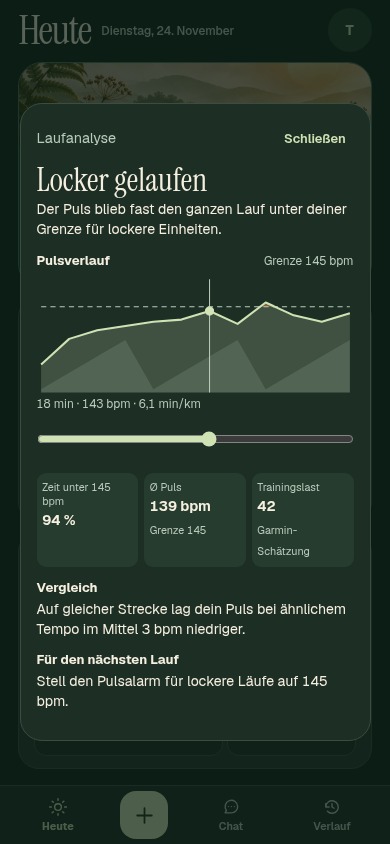 Heute Dienstag, 24. November T
Laufanalyse Schließen
Locker gelaufen
Der Puls blieb fast den ganzen Lauf unter deiner
Grenze für lockere Einheiten.
Pulsverlauf Grenze 145 bpm
18 min · 143 bpm · 6,1 min/km
Zeit unter 145
bpm
94 %
Ø Puls
139 bpm
Grenze 145
Trainingslast
42
Garmin-
Schätzung
Vergleich
Auf gleicher Strecke lag dein Puls bei ähnlichem
Tempo im Mittel 3 bpm niedriger.
Für den nächsten Lauf
Stell den Pulsalarm für lockere Läufe auf 145
bpm.
Heute Chat Verlauf